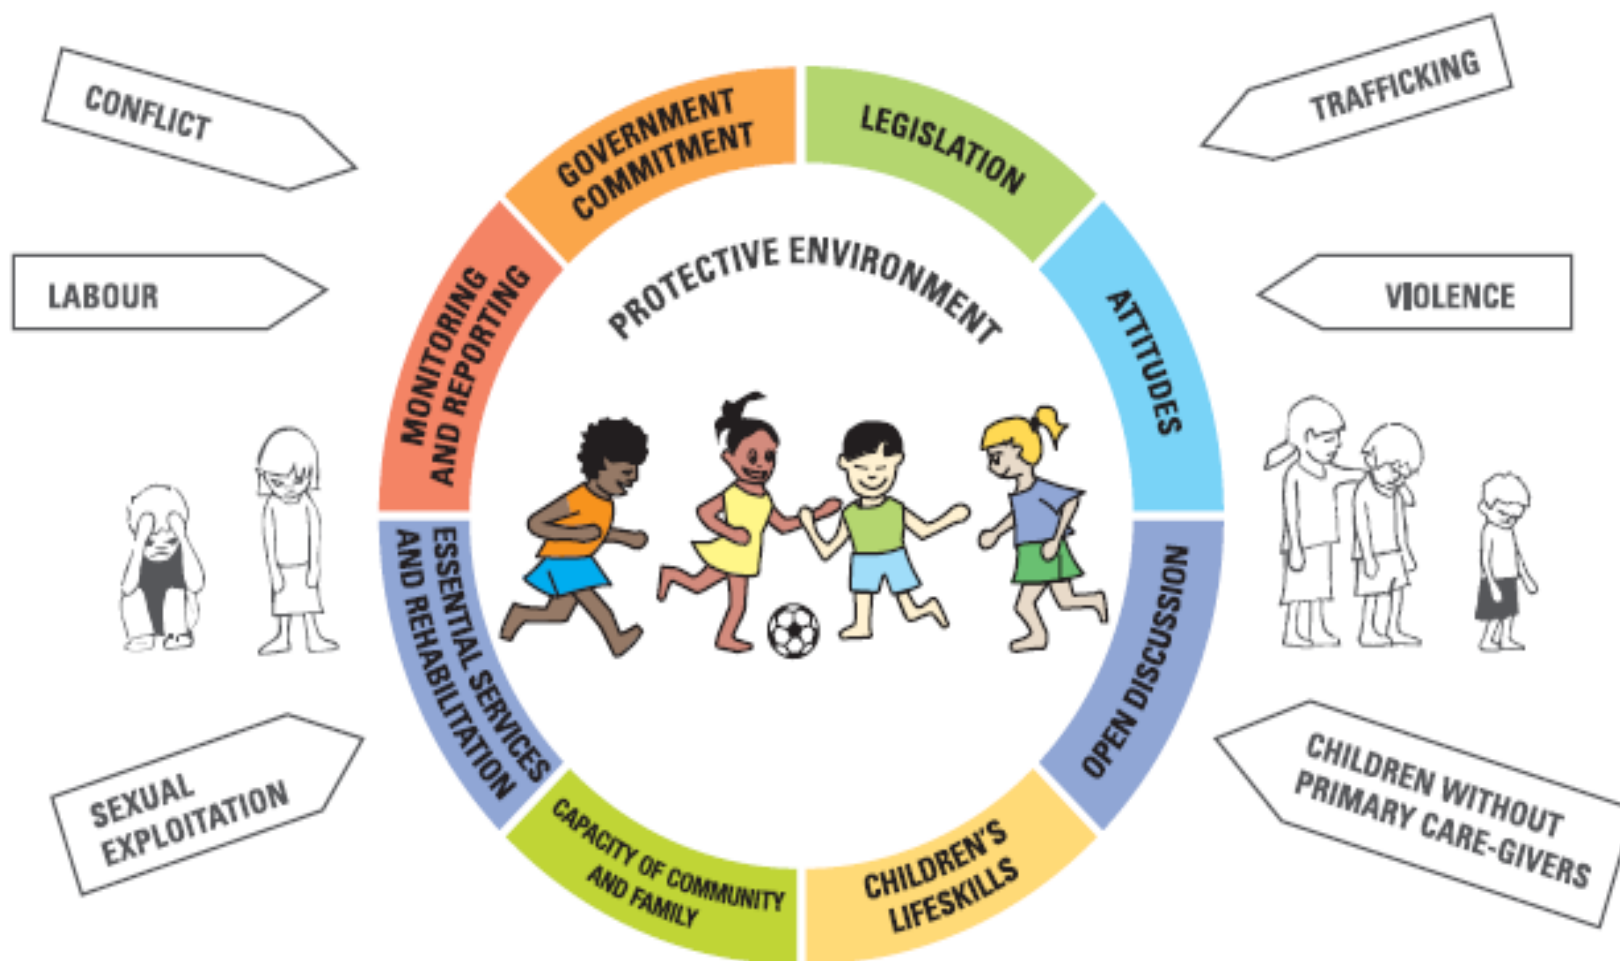 CONFLICT
TRAFFICKING
GOVERNMENT
COMMITMENT
LEGISLATION
LABOUR
MONITORING
AND REPORTING
PROTECTIVE ENVIRONMENT
ATTITUDES
VIOLENCE
ESSENTIAL SERVICES
AND REHABILITATION
OPEN DISCUSSION
SEXUAL
EXPLOITATION
CAPACITY OF COMMUNITY
AND FAMILY
CHILDREN'S
LIFESKILLS
CHILDREN WITHOUT
PRIMARY CARE-GIVERS